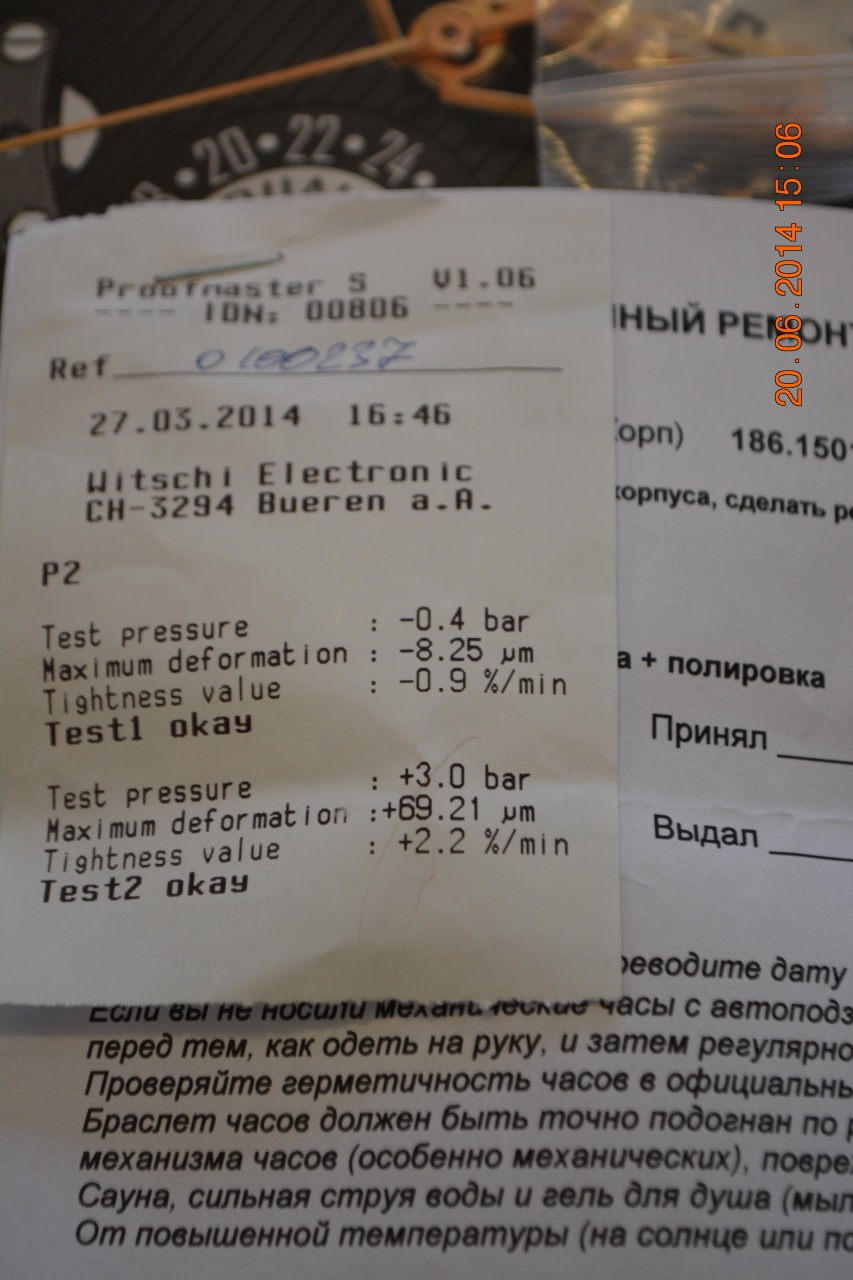 20 • 22 • 24 •
20.06.2014 15:06
Proofmaster S V1.06
---- IDN: 00806 ----
Ref 0100237
27.03.2014 16:46
Witschi Electronic
CH-3294 Bueren a.A.
P2
Test pressure : -0.4 bar
Maximum deformation : -8.25 µm
Tightness value : -0.9 %/min
Test1 okay
Test pressure : +3.0 bar
Maximum deformation :+69.21 µm
Tightness value : +2.2 %/min
Test2 okay
НЫЙ РЕМОНТ
орп) 186.150
корпуса, сделать ре
а + полировка
Принял
Выдал
реводите дату
Если вы не носили механические часы с автоподз
перед тем, как одеть на руку, и затем регулярно
Проверяйте герметичность часов в официальны
Браслет часов должен быть точно подогнан по р
механизма часов (особенно механических), повре
Сауна, сильная струя воды и гель для душа (мыл
От повышенной температуры (на солнце или по